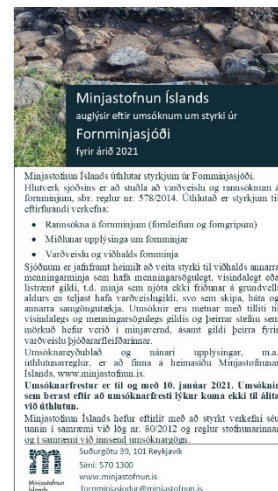 Minjastofnun Íslands
auglýsir eftir umsóknum um styrki úr
Fornminjasjóði
fyrir árið 2021
Minjastofnun Íslands úthlutar styrkjum úr Fornminjasjóði.
Hlutverk sjóðsins er að stuðla að varðveislu og rannsóknum á
fornminjum, sbr. reglur nr. 578/2014. Úthlutað er styrkjum til
eftirfarandi verkefna:
• Rannsókna á fornminjum (fornleifum og forngripum)
• Miðlunar upplýsinga um fornminjar
• Varðveislu og viðhalds fornminja
Sjóðnum er jafnframt heimilt að veita styrki til viðhalds annarra
menningarminja sem hafa menningarsögulegt, vísindalegt eða
listrænt gildi, t.d. minja sem njóta ekki friðunar á grundvelli
aldurs en teljast hafa varðveislugildi, svo sem skipa, báta og
annarra samgöngutækja. Umsóknir eru metnar með tilliti til
vísindalegs og menningarsögulegs gildis og þeirrar stefnu sem
mörkuð hefur verið í minjavernd, ásamt gildi þeirra fyrir
varðveislu þjóðararfleifðarinnar.
Umsóknareyðublað og nánari upplýsingar, m.a.
úthlutunarreglur, er að finna á heimasíðu Minjastofnunar
Íslands, www.minjastofnun.is.
Umsóknarfrestur er til og með 10. janúar 2021. Umsóknir
sem berast eftir að umsóknarfresti lýkur koma ekki til álita
við úthlutun.
Minjastofnun Íslands hefur eftirlit með að styrkt verkefni séu
unnin í samræmi við lög nr. 80/2012 og reglur stofnunarinnar
og í samræmi við innsend umsóknargögn.
Suðurgötu 39, 101 Reykjavík
Sími: 570 1300
www.minjastofnun.is
fornminjasjodur@minjastofnun.is
Minjastofnun
Íslands